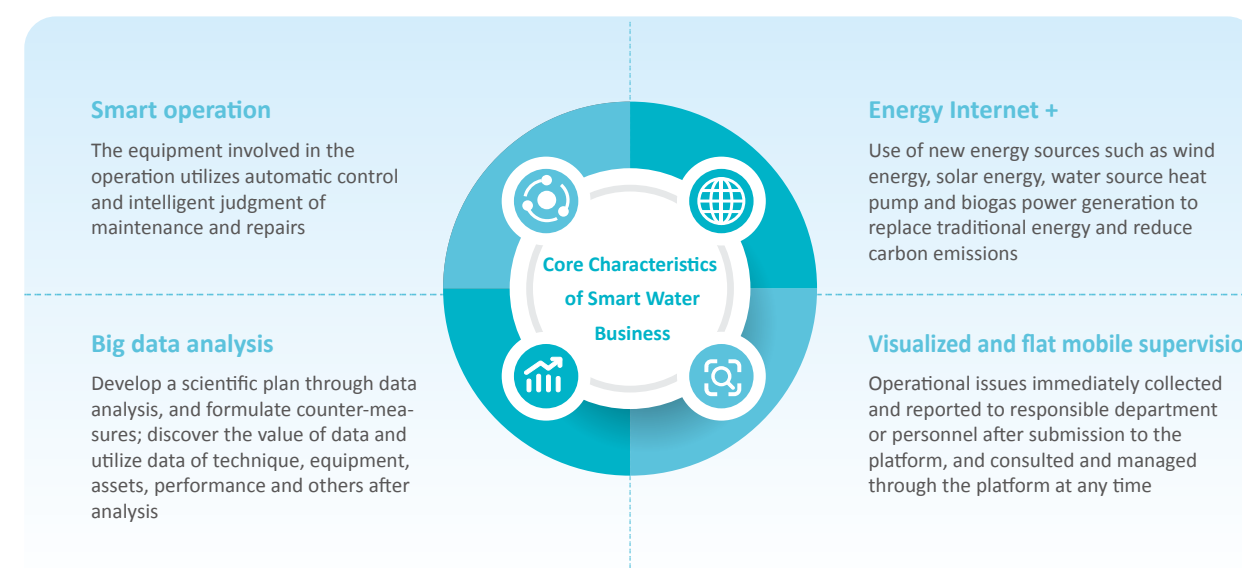 Smart operation
The equipment involved in the
operation utilizes automatic control
and intelligent judgment of
maintenance and repairs
Energy Internet +
Use of new energy sources such as wind
energy, solar energy, water source heat
pump and biogas power generation to
replace traditional energy and reduce
carbon emissions
Core Characteristics
of Smart Water
Business
Big data analysis
Develop a scientific plan through data
analysis, and formulate counter-mea-
sures; discover the value of data and
utilize data of technique, equipment,
assets, performance and others after
analysis
Visualized and flat mobile supervisio
Operational issues immediately collected
and reported to responsible department
or personnel after submission to the
platform, and consulted and managed
through the platform at any time